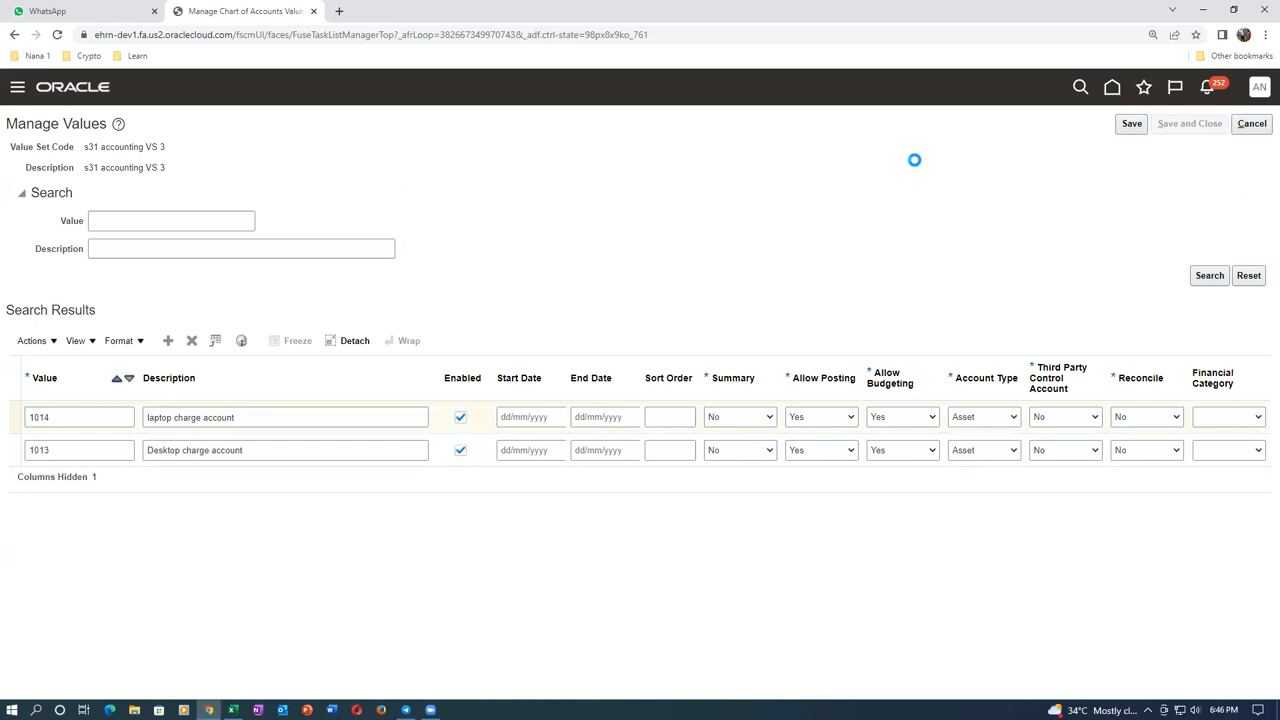 WhatsApp
Manage Chart of Accounts Value
ehrn-dev1.fa.us2.oraclecloud.com/fscmUI/faces/FuseTaskListManagerTop?_afrLoop=382667349970743&_adf.ctrl-state=98px8x9ko_761
Nana 1 Crypto Learn Other bookmarks
ORACLE 252 AN
Manage Values ? Save Save and Close Cancel
Value Set Code s31 accounting VS 3
Description s31 accounting VS 3
Search
Value
Description
Search Reset
Search Results
Actions View Format Freeze Detach Wrap
* Value Description Enabled Start Date End Date Sort Order * Summary * Allow Posting * Allow Budgeting * Account Type * Third Party Control Account * Reconcile Financial Category
1014 laptop charge account dd/mm/yyyy dd/mm/yyyy No Yes Yes Asset No No
1013 Desktop charge account dd/mm/yyyy dd/mm/yyyy No Yes Yes Asset No No
Columns Hidden 1
34°C Mostly cl... 6:46 PM